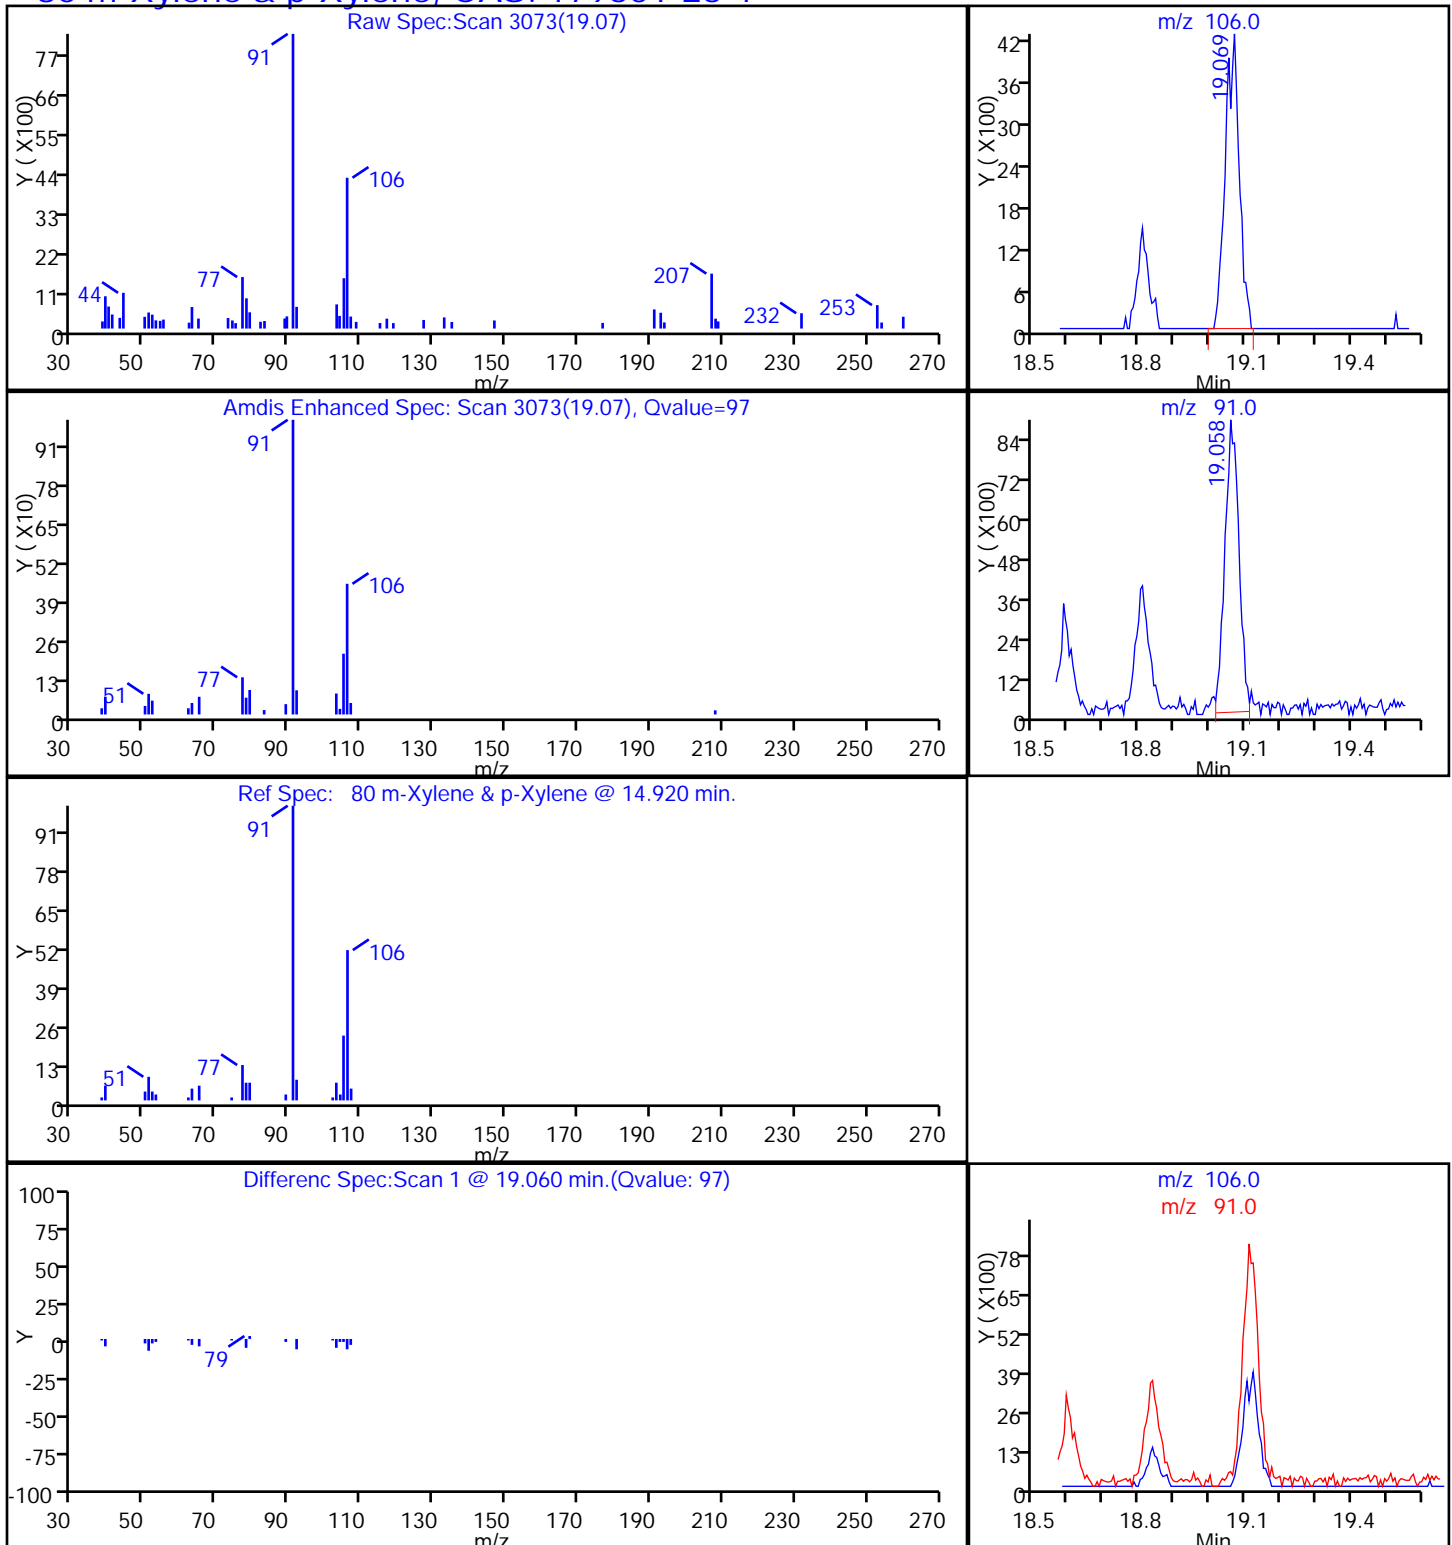 Raw Spec:Scan 3073(19.07)
77
66
55
44
33
22
11
0
Y ( X100)
91
106
77
44
207
232
253
30 50 70 90 110 130 150 170 190 210 230 250 270
m/z
m/z 106.0
42
36
30
24
18
12
6
0
Y ( X100)
19.069
18.5 18.8 19.1 19.4
Min
Amdis Enhanced Spec: Scan 3073(19.07), Qvalue=97
91
78
65
52
39
26
13
0
Y ( X10)
91
106
77
51
30 50 70 90 110 130 150 170 190 210 230 250 270
m/z
m/z 91.0
84
72
60
48
36
24
12
0
Y ( X100)
19.058
18.5 18.8 19.1 19.4
Min
Ref Spec: 80 m-Xylene & p-Xylene @ 14.920 min.
91
78
65
52
39
26
13
0
Y
91
106
77
51
30 50 70 90 110 130 150 170 190 210 230 250 270
m/z
Differenc Spec:Scan 1 @ 19.060 min.(Qvalue: 97)
100
75
50
25
0
-25
-50
-75
-100
Y
79
30 50 70 90 110 130 150 170 190 210 230 250 270
m/z
m/z 106.0
m/z 91.0
78
65
52
39
26
13
0
Y ( X100)
18.5 18.8 19.1 19.4
Min